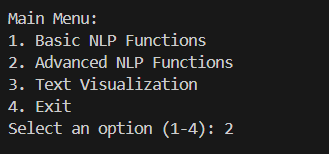 Main Menu:
1. Basic NLP Functions
2. Advanced NLP Functions
3. Text Visualization
4. Exit
Select an option (1-4): 2